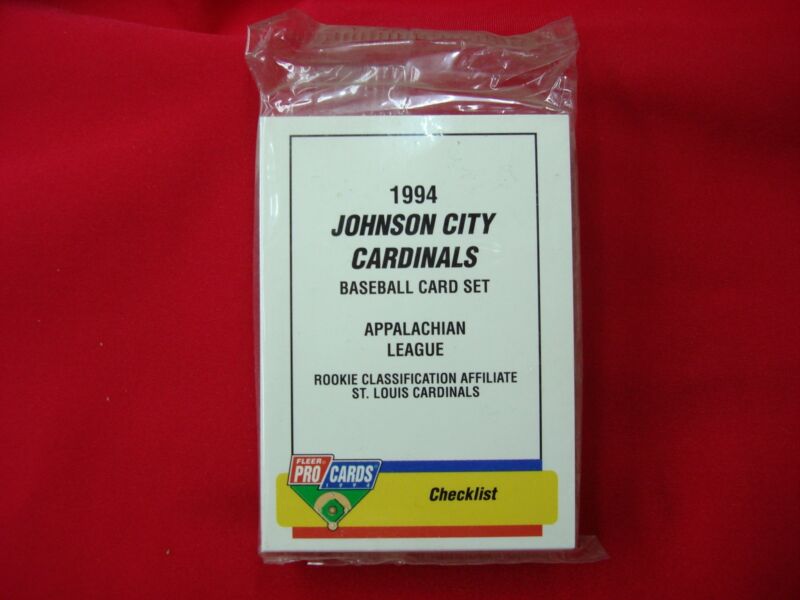 1994
JOHNSON CITY
CARDINALS
BASEBALL CARD SET
APPALACHIAN
LEAGUE
ROOKIE CLASSIFICATION AFFILIATE
ST. LOUIS CARDINALS
FLEER®
PRO CARDS®
1994
Checklist